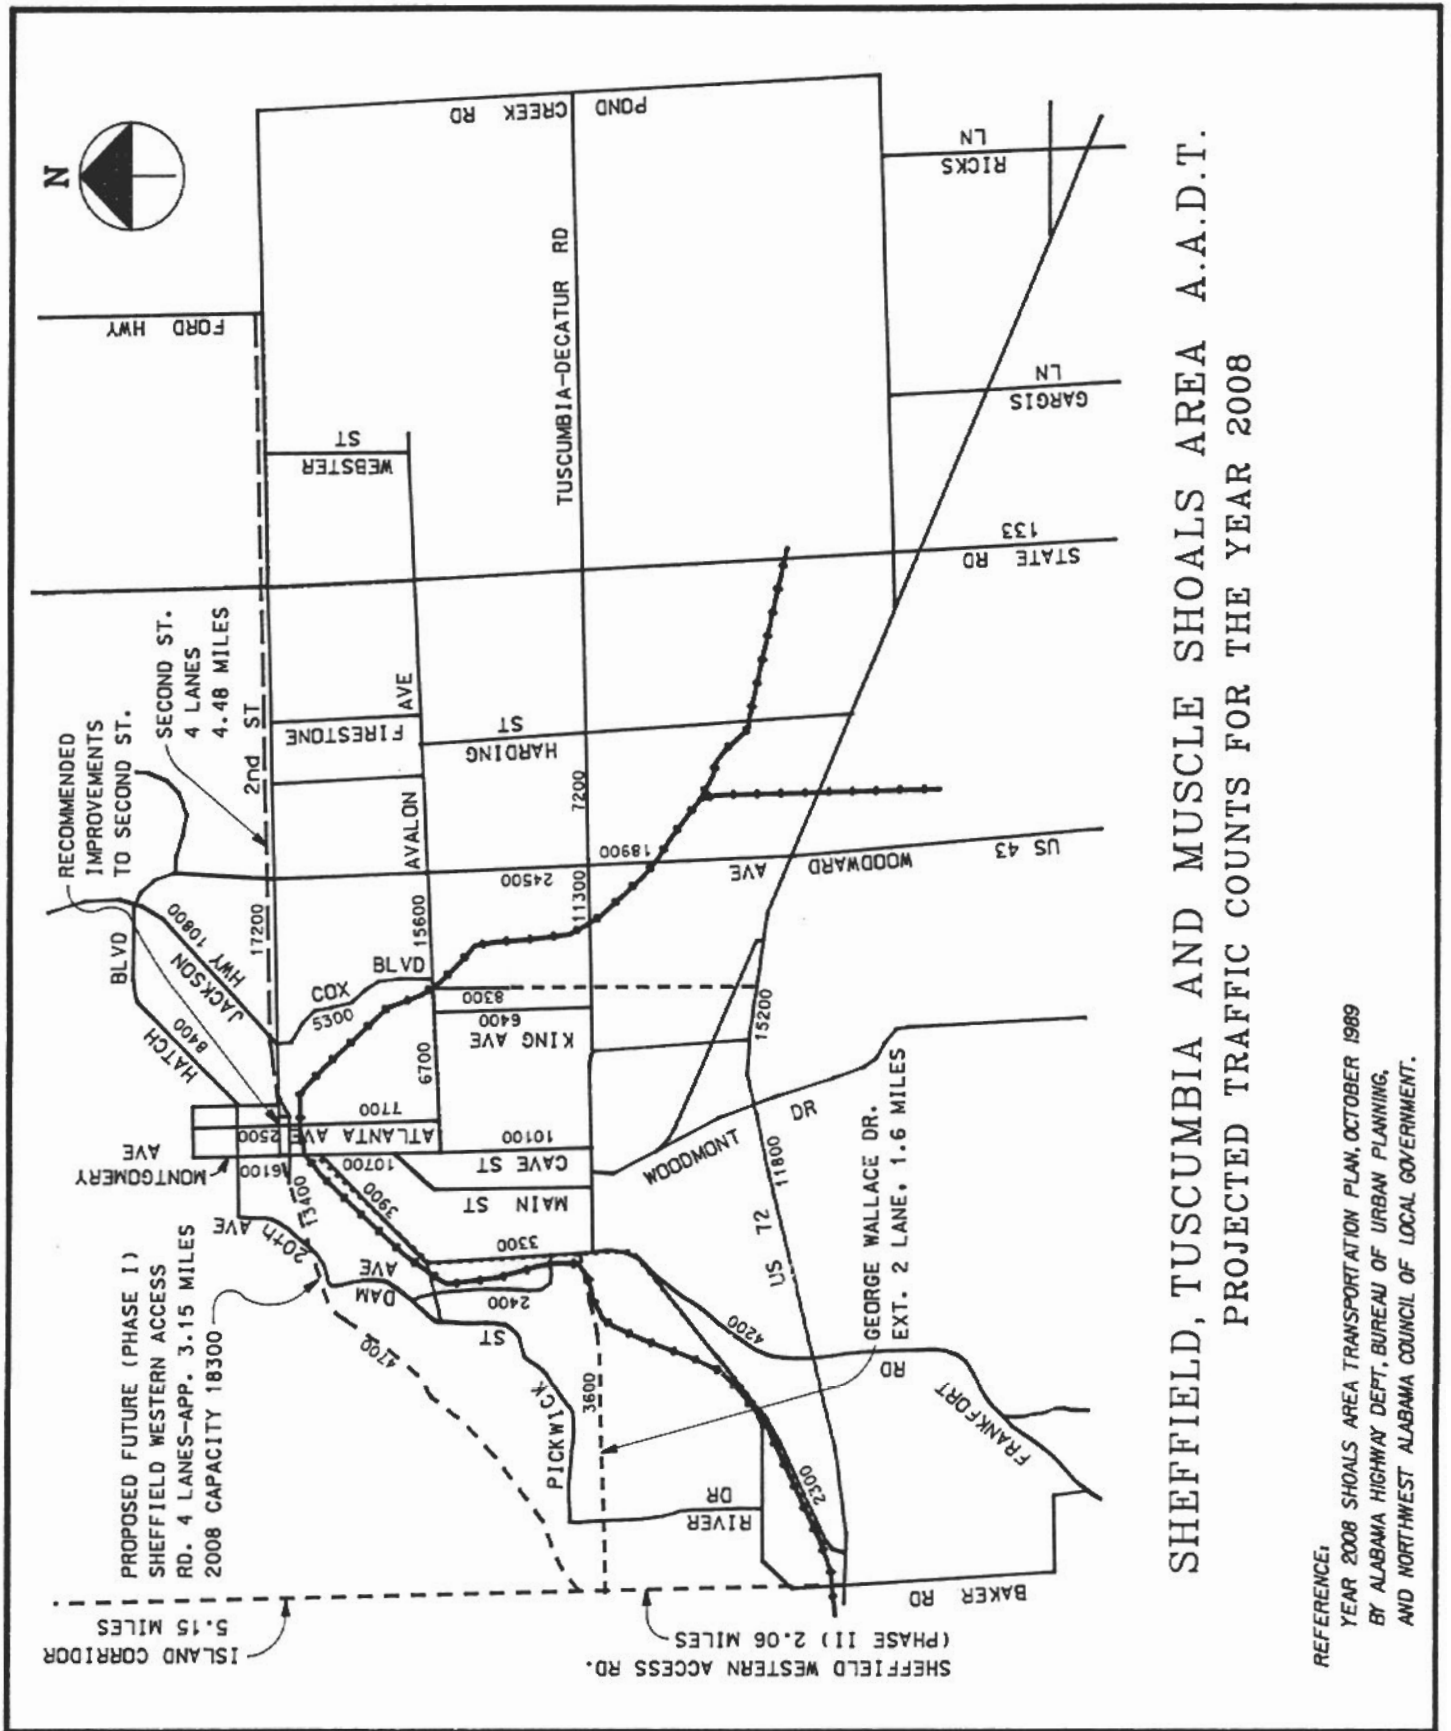 N
RECOMMENDED
IMPROVEMENTS
TO SECOND ST.
SECOND ST.
4 LANES
4.48 MILES
PROPOSED FUTURE (PHASE I)
SHEFFIELD WESTERN ACCESS
RD. 4 LANES-APP. 3.15 MILES
2008 CAPACITY 18300
ISLAND CORRIDOR
5.15 MILES
SHEFFIELD WESTERN ACCESS RD.
(PHASE II) 2.06 MILES
GEORGE WALLACE DR.
EXT. 2 LANE, 1.6 MILES
FORD HWY
POND CREEK RD
TUSCUMBIA-DECATUR RD
RICKS LN
GARGIS LN
STATE RD 133
WEBSTER ST
FIRESTONE
HARDING ST
AVALON AVE
2nd ST
17200
HATCH BLVD
8400
JACKSON HWY 10800
COX BLVD
5300
15600
24500
18900
11300
7200
WOODWARD AVE
US 43
8300
6400
KING AVE
6700
7700
ATLANTA AVE
2500
MONTGOMERY AVE
6100
10700
10100
CAVE ST
MAIN ST
3900
13400
20th AVE
DAM AVE
3300
2400
4700
PICKWICK ST
3600
RIVER DR
WOODMONT DR
15200
11800
US 72
4200
FRANKFORT RD
2300
BAKER RD
SHEFFIELD, TUSCUMBIA AND MUSCLE SHOALS AREA A.A.D.T.
PROJECTED TRAFFIC COUNTS FOR THE YEAR 2008
REFERENCE:
YEAR 2008 SHOALS AREA TRANSPORTATION PLAN, OCTOBER 1989
BY ALABAMA HIGHWAY DEPT, BUREAU OF URBAN PLANNING,
AND NORTHWEST ALABAMA COUNCIL OF LOCAL GOVERNMENT.